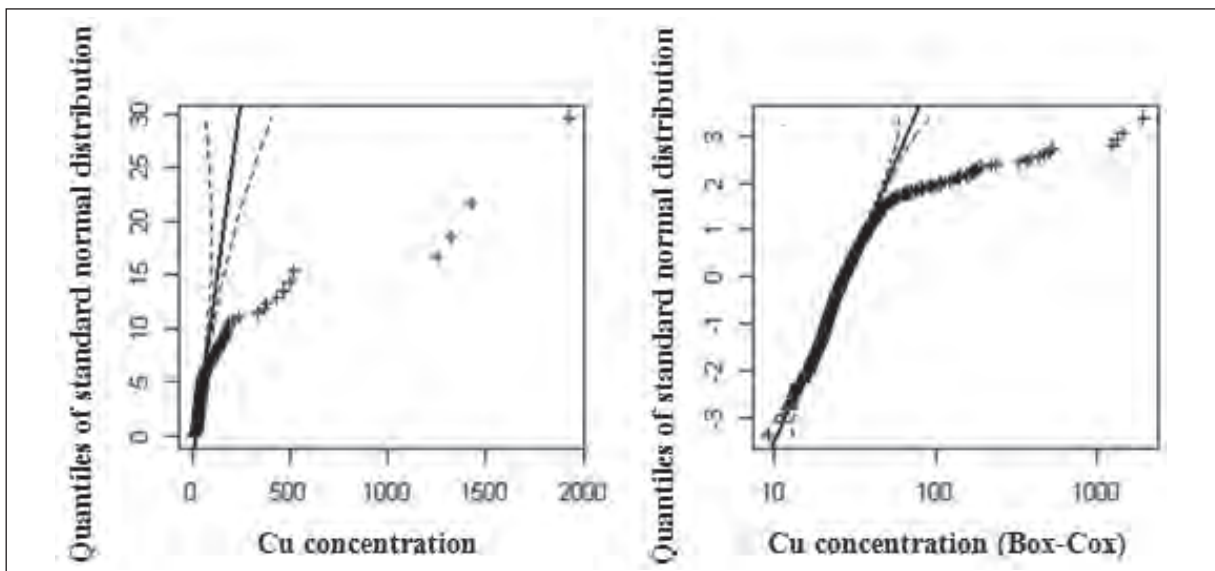 Quantiles of standard normal distribution
30
25
20
15
10
5
0
0 500 1000 1500 2000
Cu concentration
Quantiles of standard normal distribution
3
2
1
0
-1
-2
-3
10 100 1000
Cu concentration (Box-Cox)